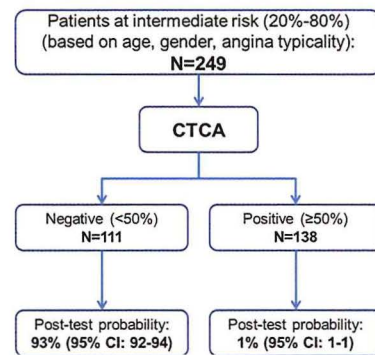 Patients at intermediate risk (20%-80%)
(based on age, gender, angina typicality):
N=249
CTCA
Negative (<50%)
N=111
Positive (≥50%)
N=138
Post-test probability:
93% (95% CI: 92-94)
Post-test probability:
1% (95% CI: 1-1)